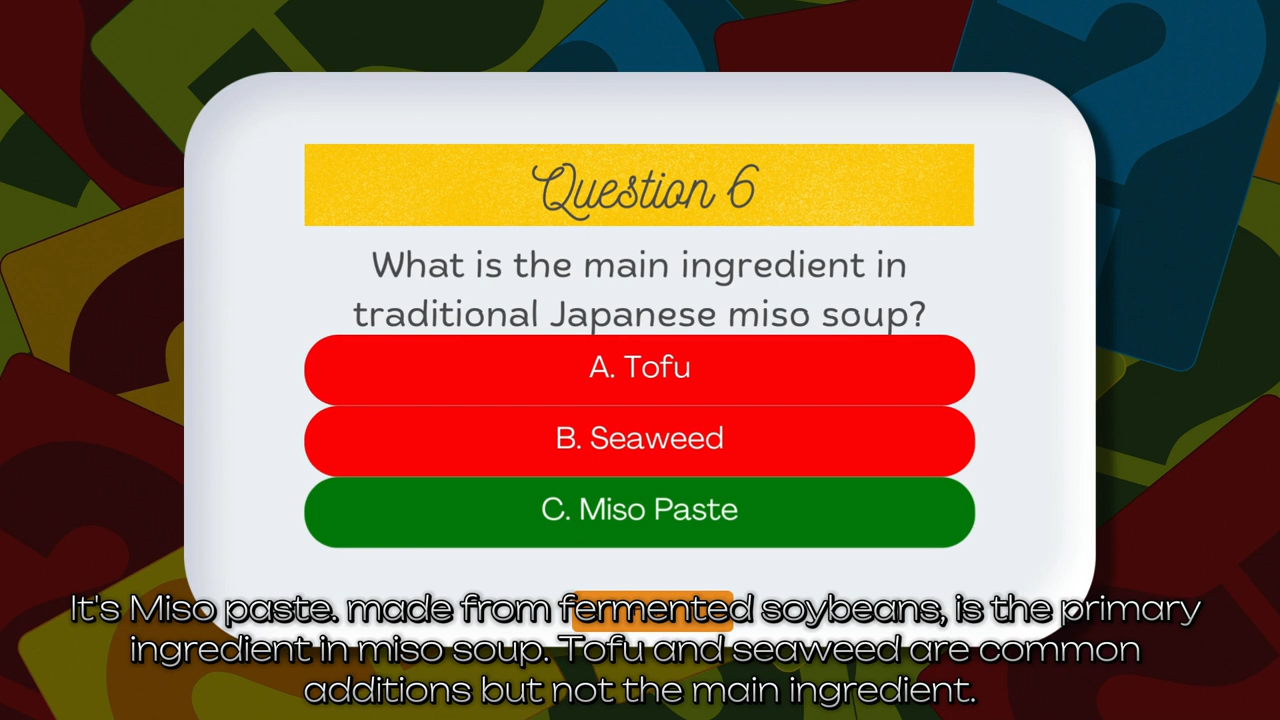 Question 6
What is the main ingredient in
traditional Japanese miso soup?
A. Tofu
B. Seaweed
C. Miso Paste
It's Miso paste. made from fermented soybeans, is the primary
ingredient in miso soup. Tofu and seaweed are common
additions but not the main ingredient.